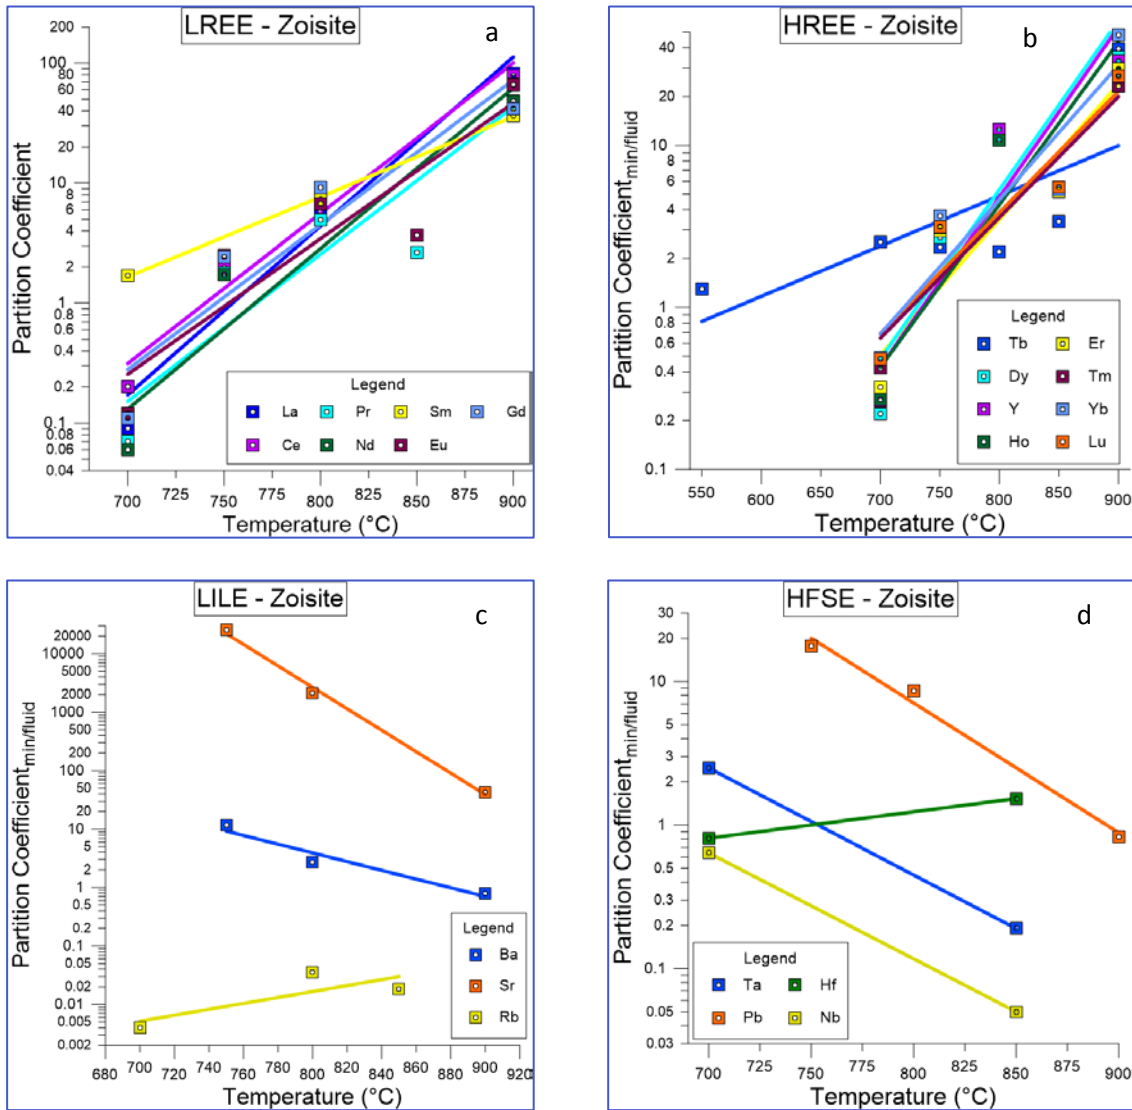 LREE - Zoisite
a
200
100
80
60
40
20
10
8
6
4
2
1
0.8
0.6
0.4
0.2
0.1
0.08
0.06
0.04
Partition Coefficient
Legend
La Pr Sm Gd
Ce Nd Eu
700 725 750 775 800 825 850 875 900
Temperature (°C)
HREE - Zoisite
b
40
20
10
8
6
4
2
1
0.8
0.6
0.4
0.2
0.1
Partition Coefficient min/fluid
Legend
Tb Er
Dy Tm
Y Yb
Ho Lu
550 600 650 700 750 800 850 900
Temperature (°C)
LILE - Zoisite
c
20000
10000
5000
2000
1000
500
200
100
50
20
10
5
2
1
0.5
0.2
0.1
0.05
0.02
0.01
0.005
0.002
Partition Coefficient min/fluid
Legend
Ba
Sr
Rb
680 700 720 740 760 780 800 820 840 860 880 900 920
Temperature (°C)
HFSE - Zoisite
d
30
20
10
5
3
2
1
0.5
0.3
0.2
0.1
0.05
0.03
Partition Coefficient min/fluid
Legend
Ta Hf
Pb Nb
700 725 750 775 800 825 850 875 900
Temperature (°C)